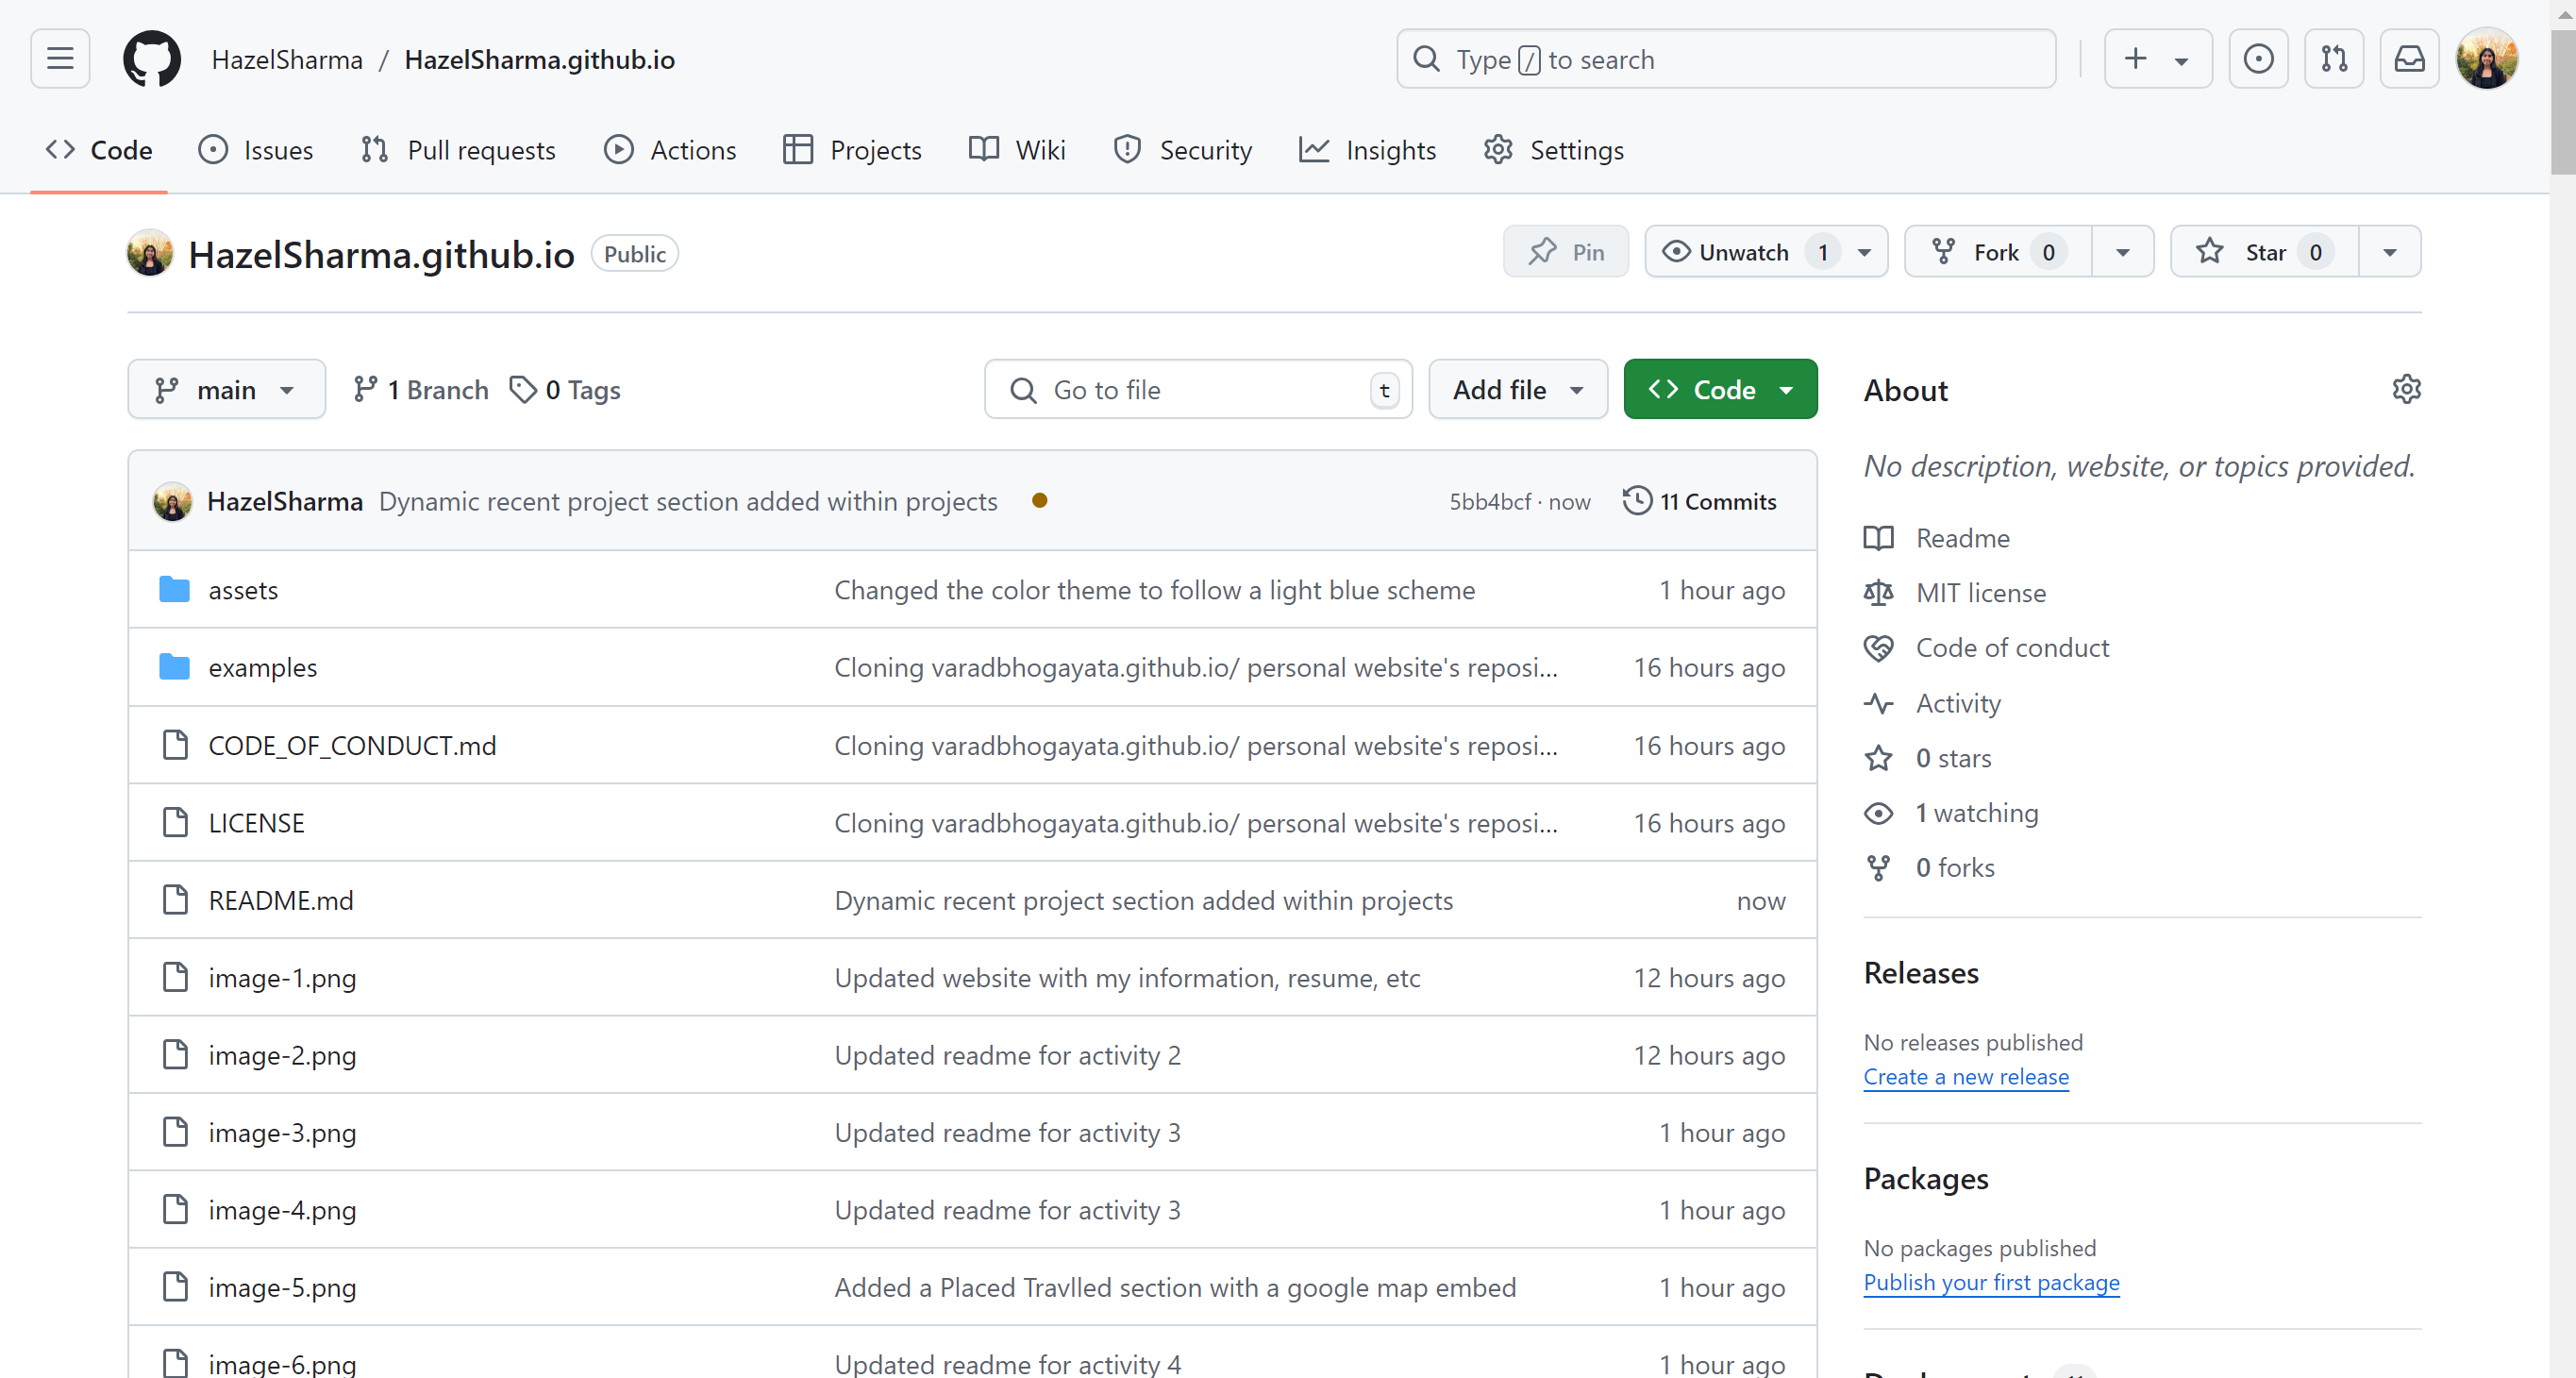 HazelSharma / HazelSharma.github.io
Type / to search
Code
Issues
Pull requests
Actions
Projects
Wiki
Security
Insights
Settings
HazelSharma.github.io Public
Pin
Unwatch 1
Fork 0
Star 0
main
1 Branch
0 Tags
Go to file t
Add file
Code
HazelSharma Dynamic recent project section added within projects 5bb4bcf · now 11 Commits
assets Changed the color theme to follow a light blue scheme 1 hour ago
examples Cloning varadbhogayata.github.io/ personal website's reposi... 16 hours ago
CODE_OF_CONDUCT.md Cloning varadbhogayata.github.io/ personal website's reposi... 16 hours ago
LICENSE Cloning varadbhogayata.github.io/ personal website's reposi... 16 hours ago
README.md Dynamic recent project section added within projects now
image-1.png Updated website with my information, resume, etc 12 hours ago
image-2.png Updated readme for activity 2 12 hours ago
image-3.png Updated readme for activity 3 1 hour ago
image-4.png Updated readme for activity 3 1 hour ago
image-5.png Added a Placed Travlled section with a google map embed 1 hour ago
image-6.png Updated readme for activity 4 1 hour ago
About
No description, website, or topics provided.
Readme
MIT license
Code of conduct
Activity
0 stars
1 watching
0 forks
Releases
No releases published
Create a new release
Packages
No packages published
Publish your first package